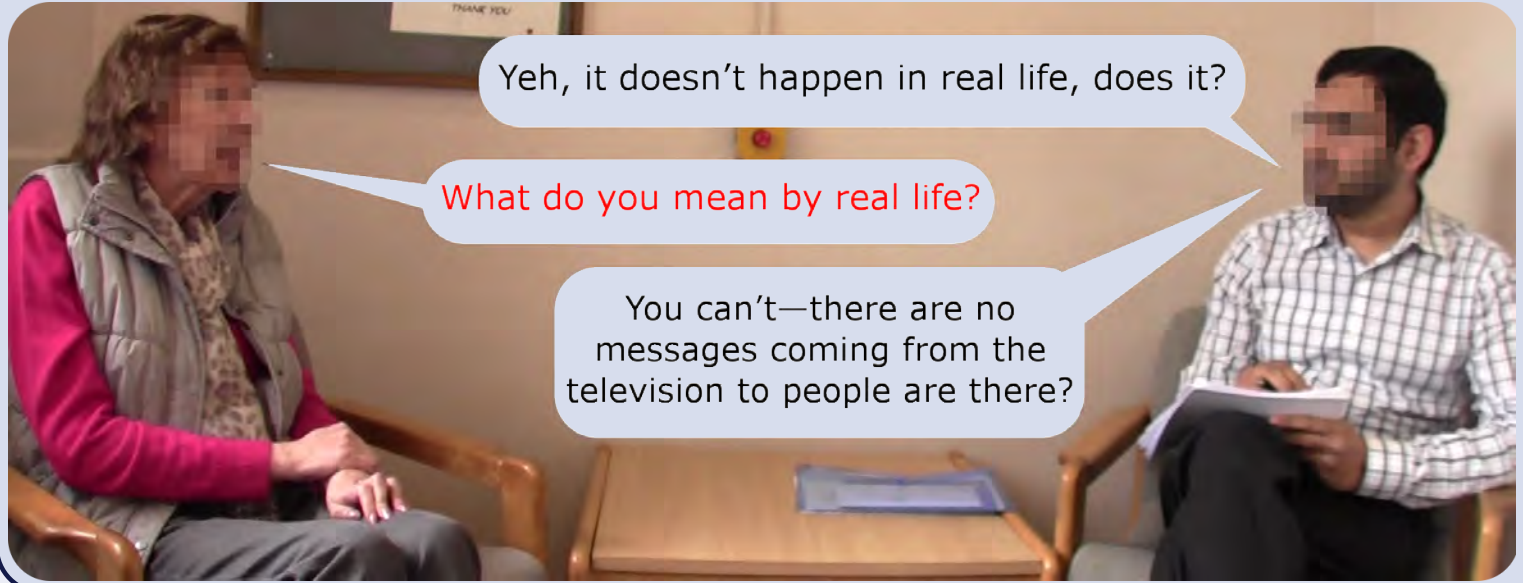 THANK YOU
Yeh, it doesn't happen in real life, does it?
What do you mean by real life?
You can't—there are no
messages coming from the
television to people are there?